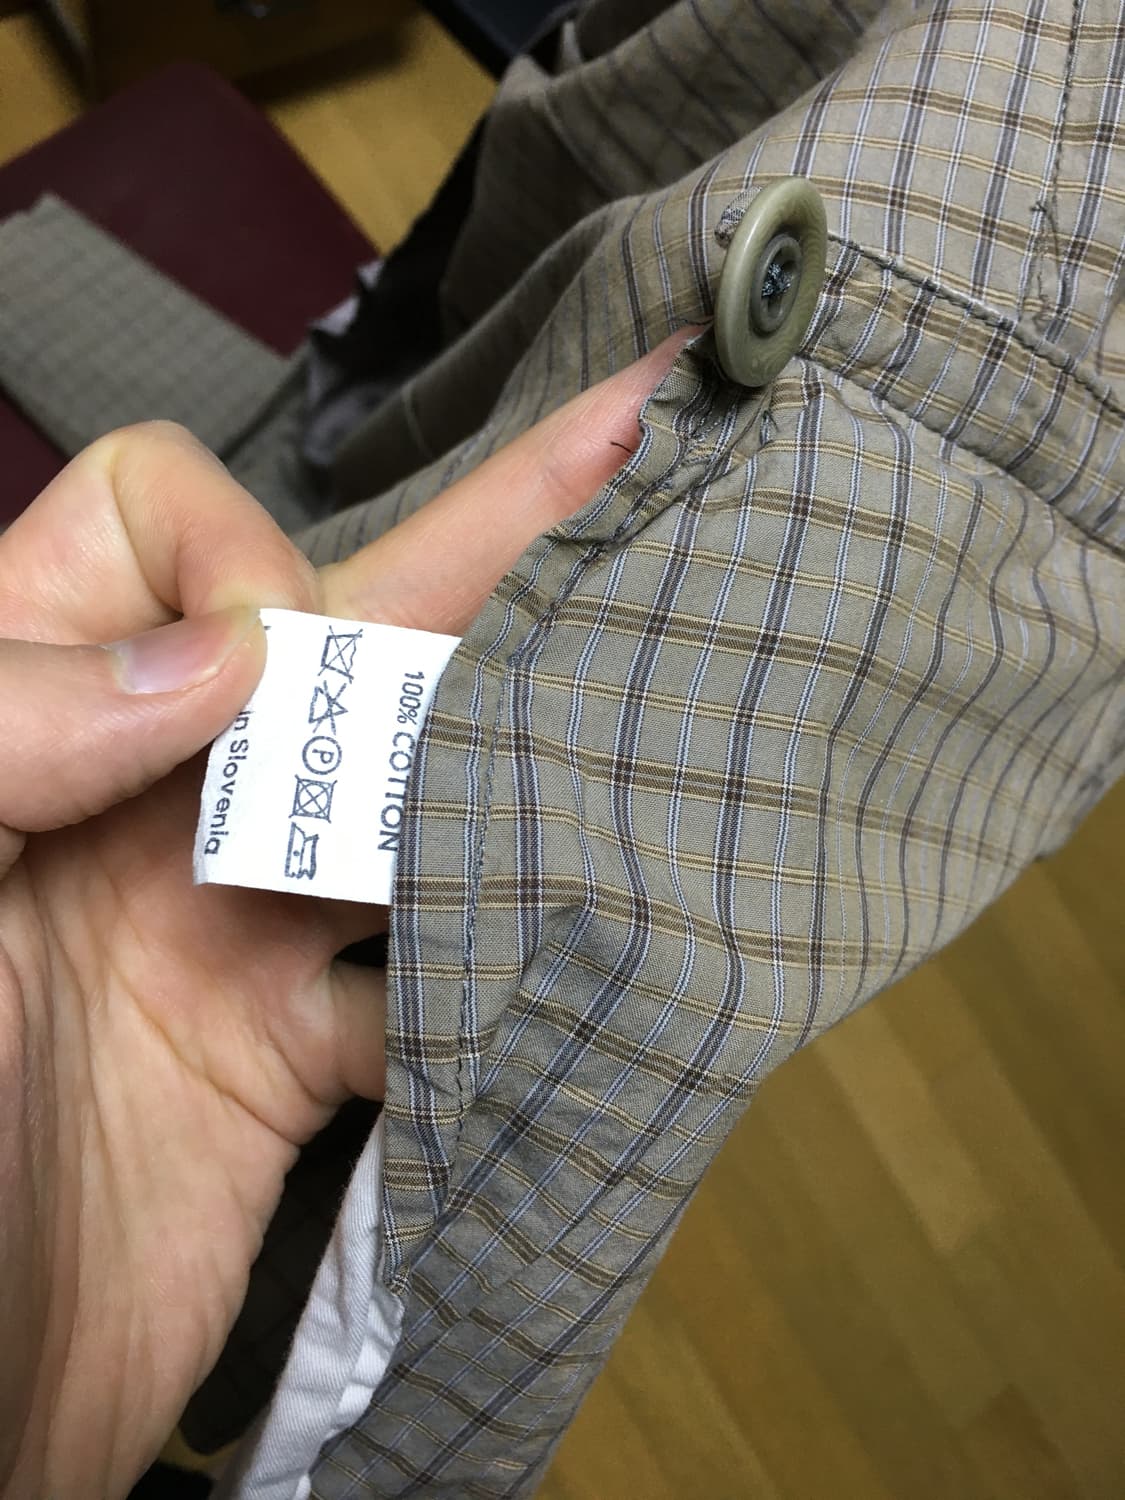 100% COTTON
P
in Slovenia